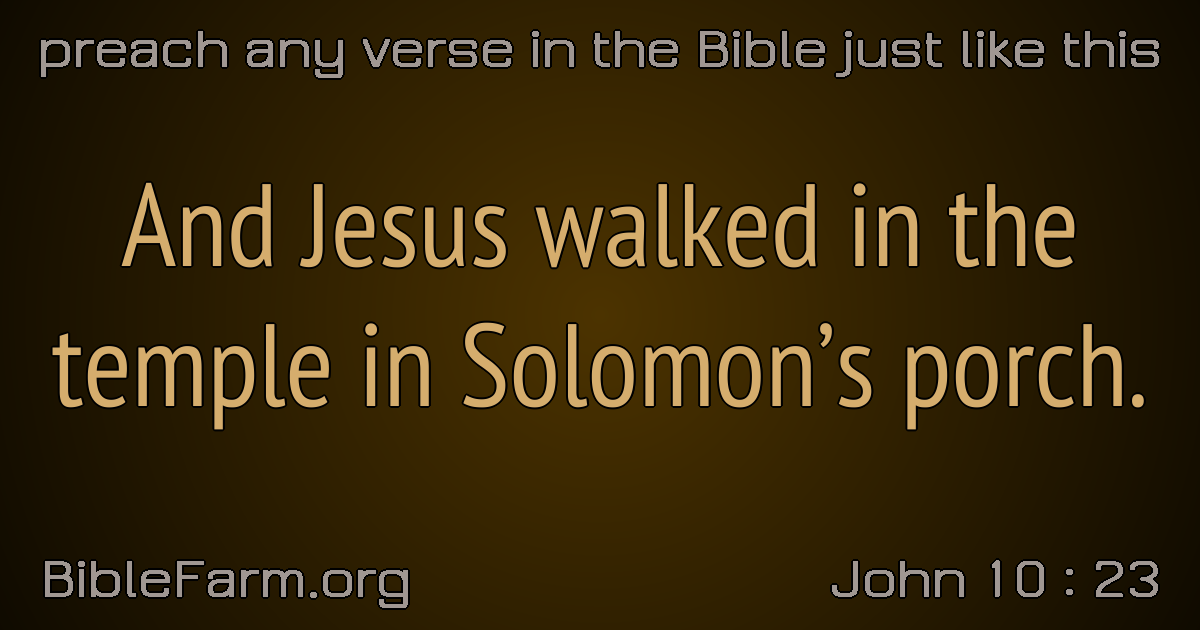 preach any verse in the Bible just like this
And Jesus walked in the
temple in Solomon’s porch.
BibleFarm.org
John 10 : 23